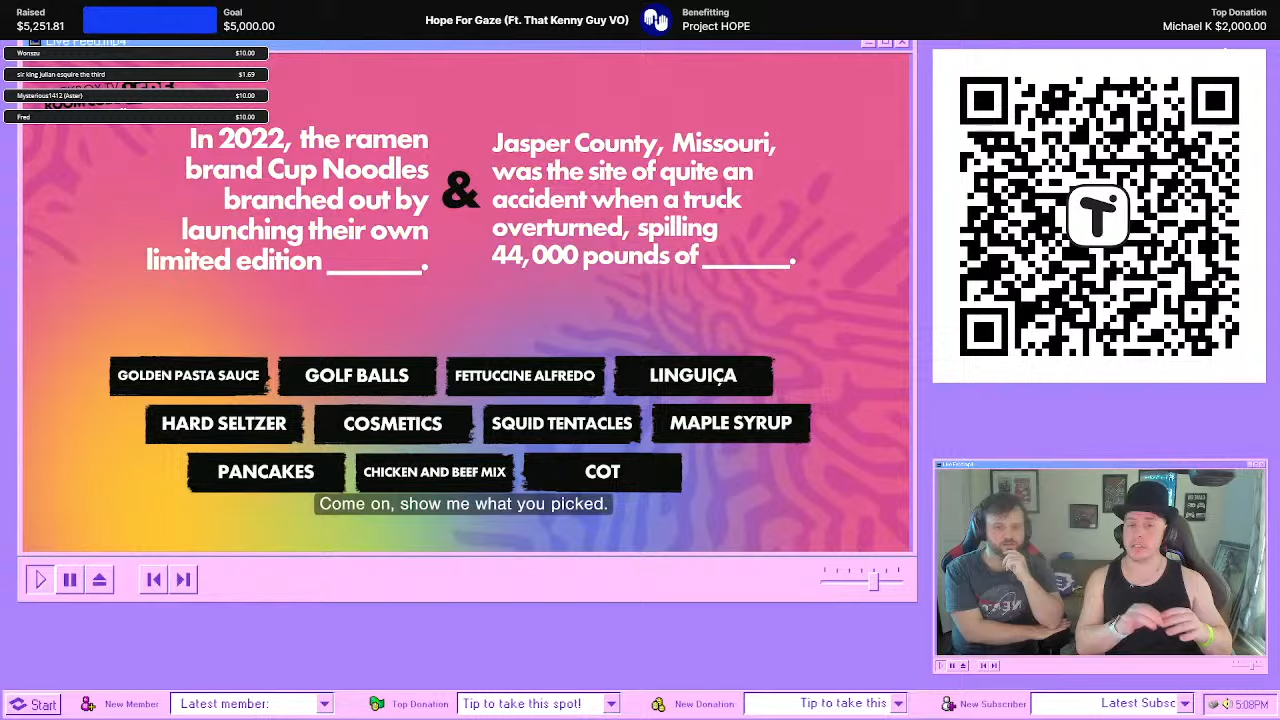 Raised
$5,251.81
Goal
$5,000.00
Hope For Gaze (Ft. That Kenny Guy VO)
Benefitting
Project HOPE
Top Donation
Michael K $2,000.00
Wonszu $10.00
sir king julian esquire the third $1.69
Mysterious1412 (Aster) $10.00
Fred $10.00
In 2022, the ramen
brand Cup Noodles
branched out by
launching their own
limited edition ______.
&
Jasper County, Missouri,
was the site of quite an
accident when a truck
overturned, spilling
44,000 pounds of ______.
GOLDEN PASTA SAUCE
GOLF BALLS
FETTUCCINE ALFREDO
LINGUIÇA
HARD SELTZER
COSMETICS
SQUID TENTACLES
MAPLE SYRUP
PANCAKES
CHICKEN AND BEEF MIX
COT
Come on, show me what you picked.
Start
New Member
Latest member:
Top Donation
Tip to take this spot!
New Donation
Tip to take this
New Subscriber
Latest Subsc
5:08PM